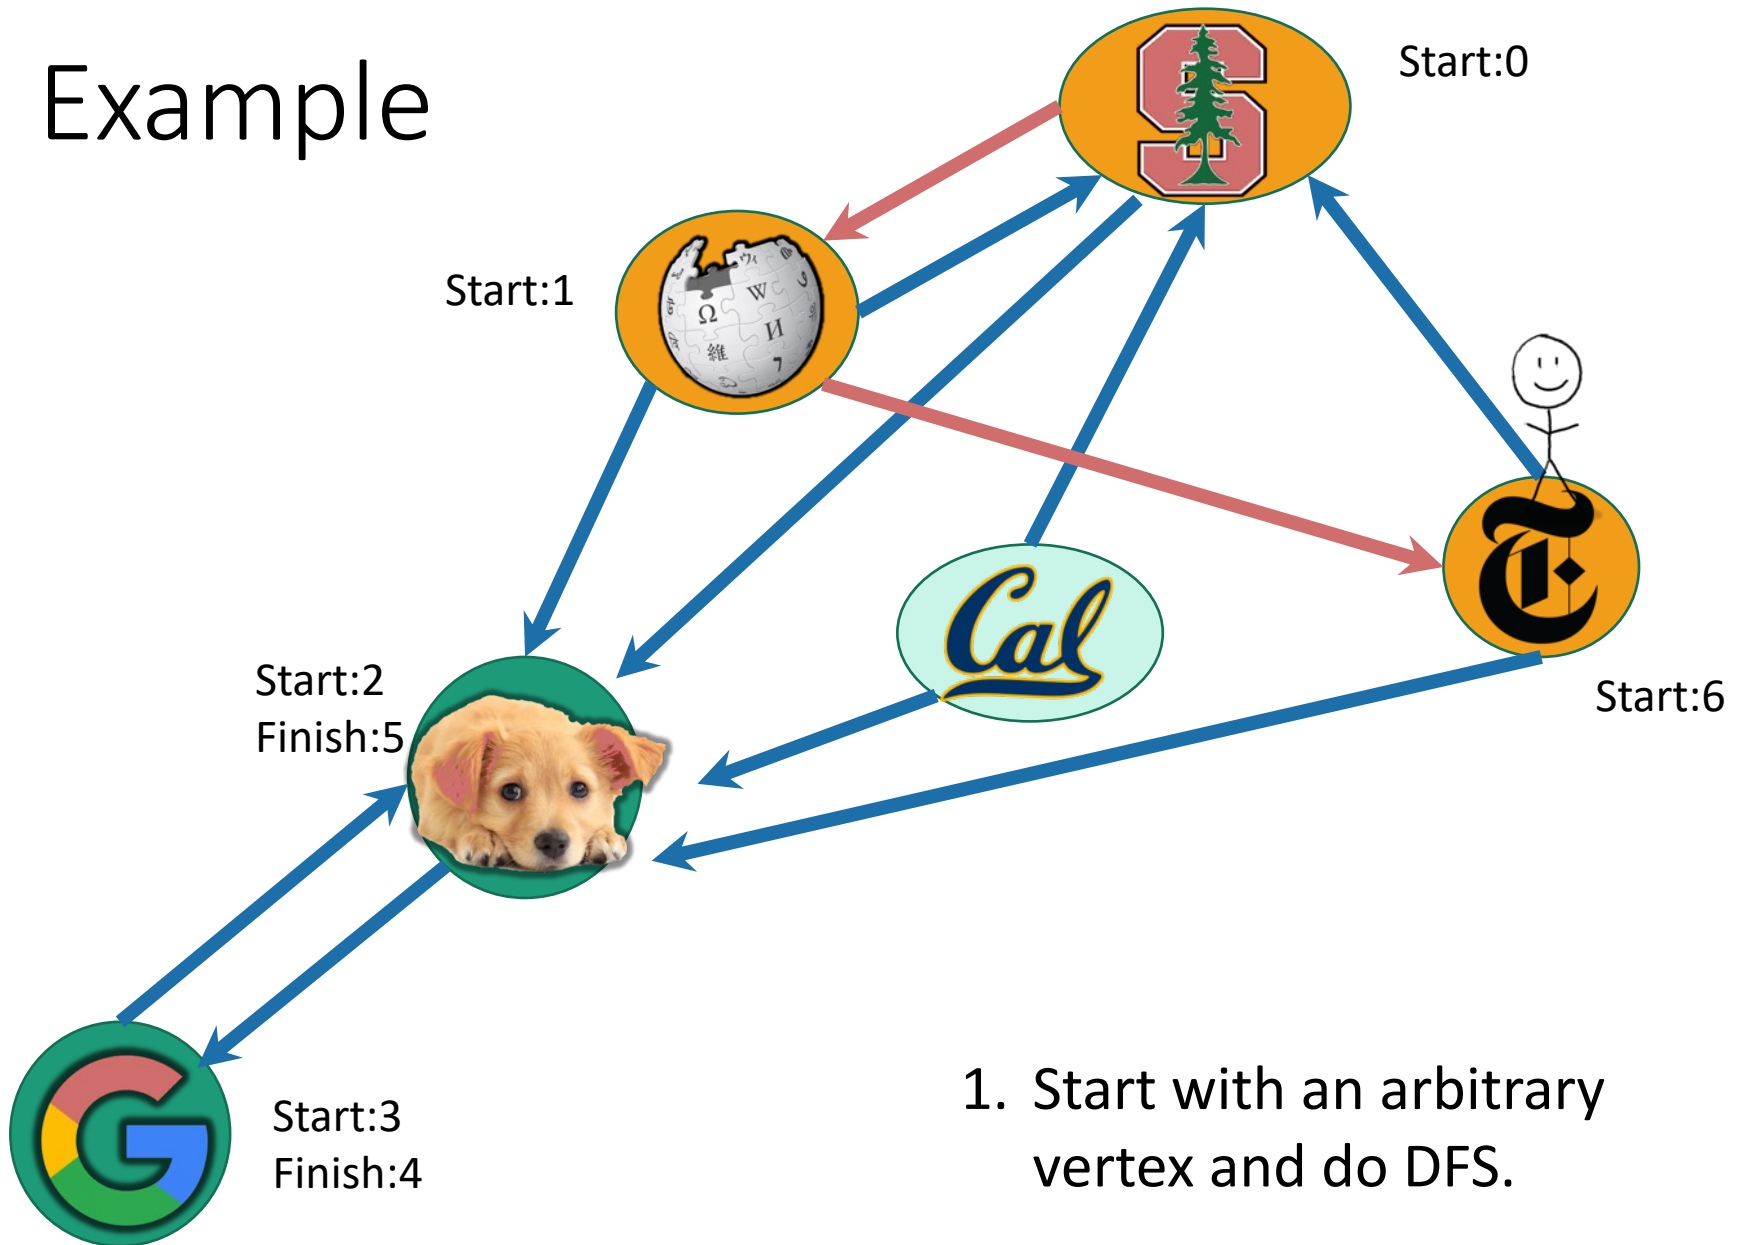 Example
Start:0
Start:1
Ω
W
И
維
Cal
Start:2
Finish:5
Start:6
Start:3
Finish:4
1. Start with an arbitrary
vertex and do DFS.